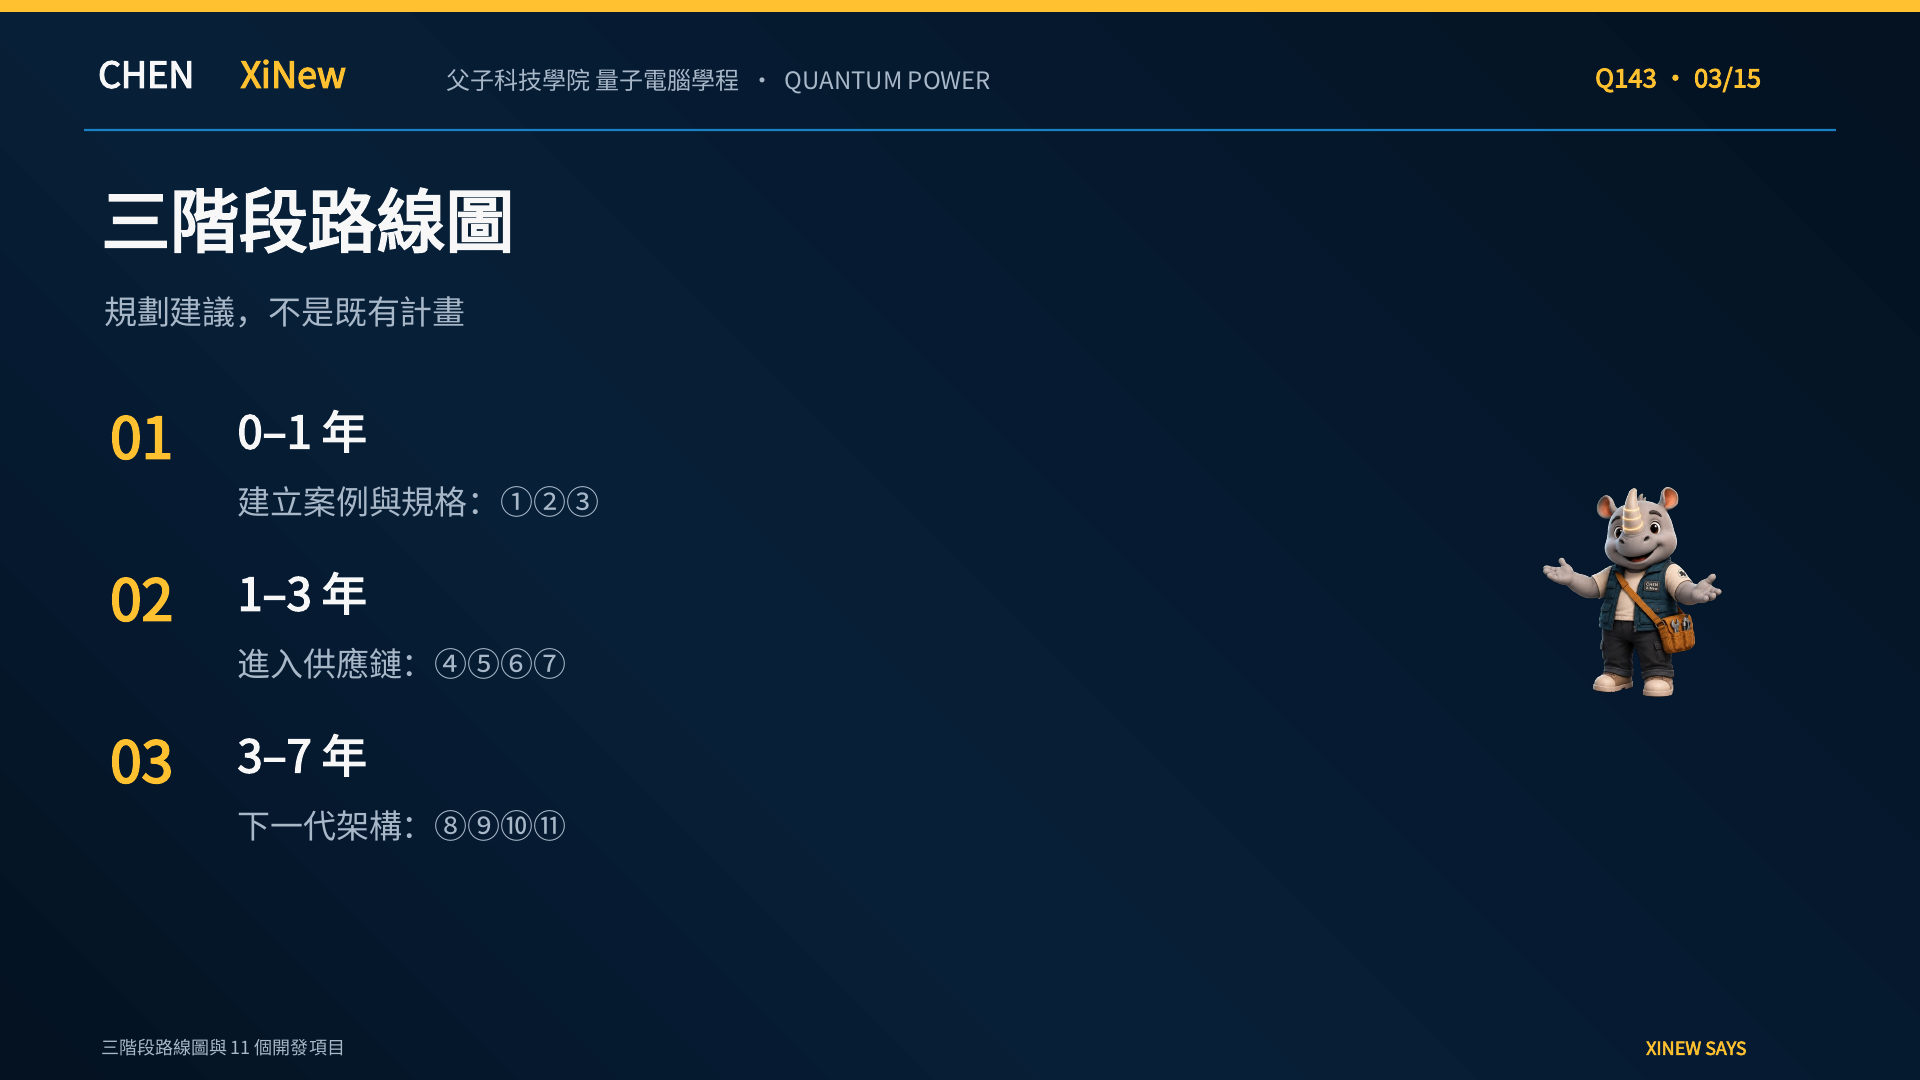 CHEN XiNew 父子科技學院 量子電腦學程 · QUANTUM POWER Q143 · 03/15
三階段路線圖
規劃建議，不是既有計畫
01 0–1 年
建立案例與規格：①②③
02 1–3 年
進入供應鏈：④⑤⑥⑦
03 3–7 年
下一代架構：⑧⑨⑩⑪
三階段路線圖與 11 個開發項目 XINEW SAYS